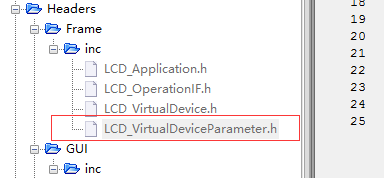 Headers
Frame
inc
LCD_Application.h
LCD_OperationIF.h
LCD_VirtualDevice.h
LCD_VirtualDeviceParameter.h
GUI
inc
18
19
20
21
22
23
24
25